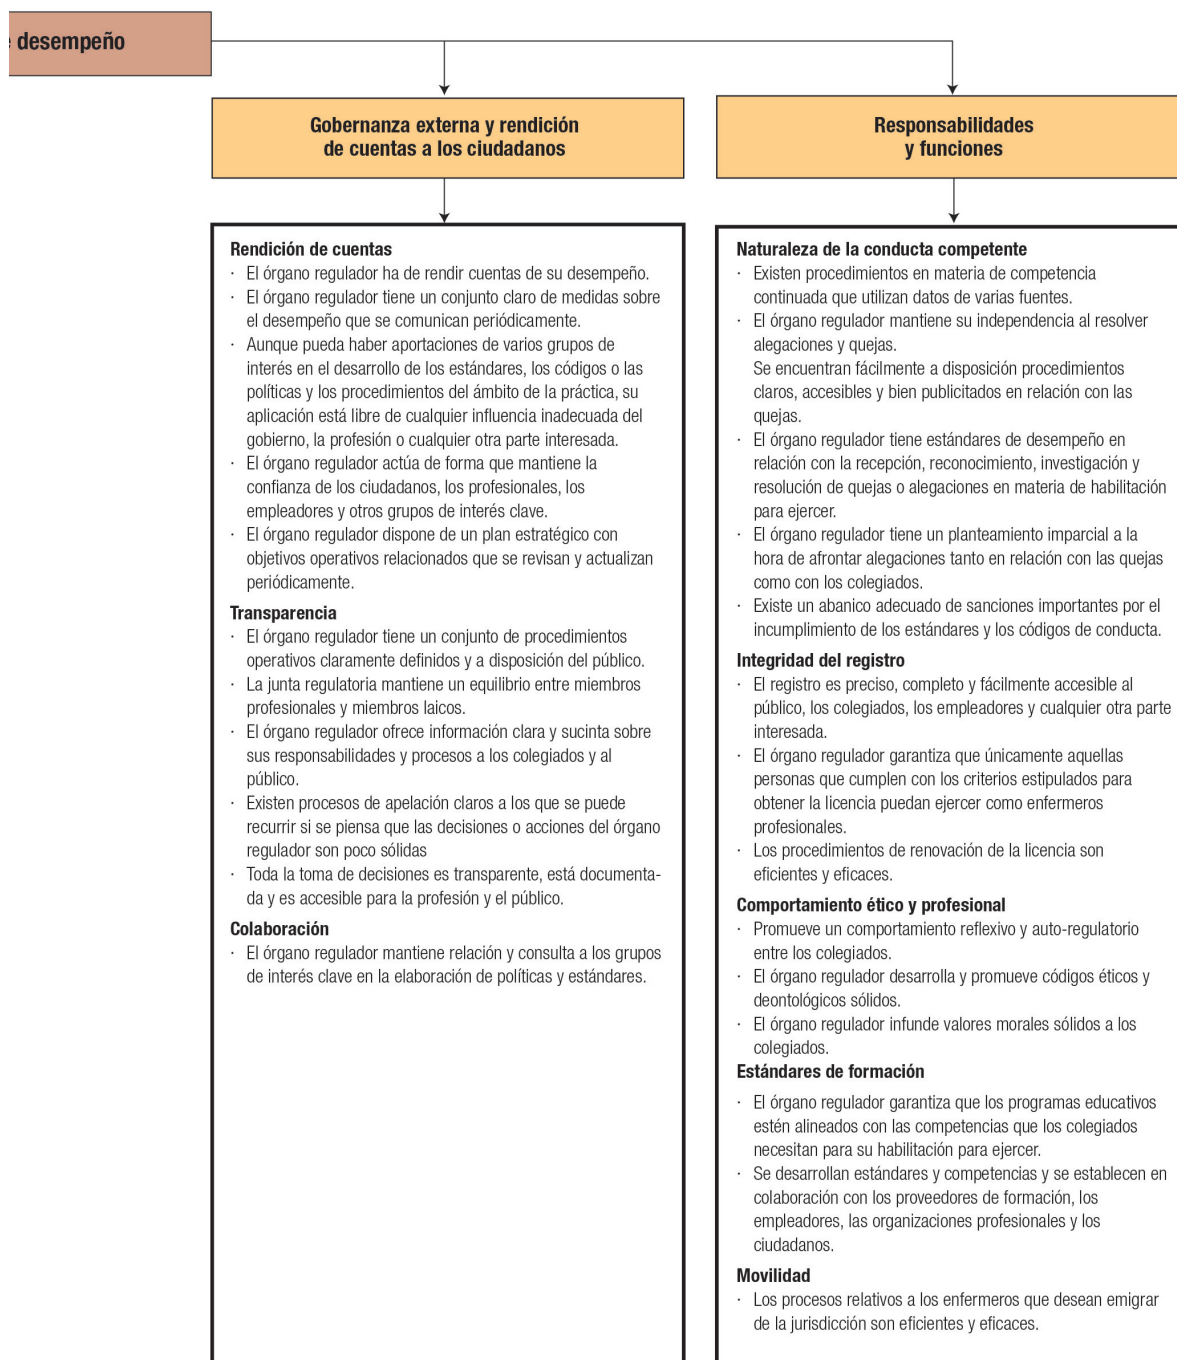 desempeño
Gobernanza externa y rendición
de cuentas a los ciudadanos
Rendición de cuentas
· El órgano regulador ha de rendir cuentas de su desempeño.
· El órgano regulador tiene un conjunto claro de medidas sobre
el desempeño que se comunican periódicamente.
· Aunque pueda haber aportaciones de varios grupos de
interés en el desarrollo de los estándares, los códigos o las
políticas y los procedimientos del ámbito de la práctica, su
aplicación está libre de cualquier influencia inadecuada del
gobierno, la profesión o cualquier otra parte interesada.
· El órgano regulador actúa de forma que mantiene la
confianza de los ciudadanos, los profesionales, los
empleadores y otros grupos de interés clave.
· El órgano regulador dispone de un plan estratégico con
objetivos operativos relacionados que se revisan y actualizan
periódicamente.
Transparencia
· El órgano regulador tiene un conjunto de procedimientos
operativos claramente definidos y a disposición del público.
· La junta regulatoria mantiene un equilibrio entre miembros
profesionales y miembros laicos.
· El órgano regulador ofrece información clara y sucinta sobre
sus responsabilidades y procesos a los colegiados y al
público.
· Existen procesos de apelación claros a los que se puede
recurrir si se piensa que las decisiones o acciones del órgano
regulador son poco sólidas
· Toda la toma de decisiones es transparente, está documenta-
da y es accesible para la profesión y el público.
Colaboración
· El órgano regulador mantiene relación y consulta a los grupos
de interés clave en la elaboración de políticas y estándares.
Responsabilidades
y funciones
Naturaleza de la conducta competente
· Existen procedimientos en materia de competencia
continuada que utilizan datos de varias fuentes.
· El órgano regulador mantiene su independencia al resolver
alegaciones y quejas.
Se encuentran fácilmente a disposición procedimientos
claros, accesibles y bien publicitados en relación con las
quejas.
· El órgano regulador tiene estándares de desempeño en
relación con la recepción, reconocimiento, investigación y
resolución de quejas o alegaciones en materia de habilitación
para ejercer.
· El órgano regulador tiene un planteamiento imparcial a la
hora de afrontar alegaciones tanto en relación con las quejas
como con los colegiados.
· Existe un abanico adecuado de sanciones importantes por el
incumplimiento de los estándares y los códigos de conducta.
Integridad del registro
· El registro es preciso, completo y fácilmente accesible al
público, los colegiados, los empleadores y cualquier otra parte
interesada.
· El órgano regulador garantiza que únicamente aquellas
personas que cumplen con los criterios estipulados para
obtener la licencia puedan ejercer como enfermeros
profesionales.
· Los procedimientos de renovación de la licencia son
eficientes y eficaces.
Comportamiento ético y profesional
· Promueve un comportamiento reflexivo y auto-regulatorio
entre los colegiados.
· El órgano regulador desarrolla y promueve códigos éticos y
deontológicos sólidos.
· El órgano regulador infunde valores morales sólidos a los
colegiados.
Estándares de formación
· El órgano regulador garantiza que los programas educativos
estén alineados con las competencias que los colegiados
necesitan para su habilitación para ejercer.
· Se desarrollan estándares y competencias y se establecen en
colaboración con los proveedores de formación, los
empleadores, las organizaciones profesionales y los
ciudadanos.
Movilidad
· Los procesos relativos a los enfermeros que desean emigrar
de la jurisdicción son eficientes y eficaces.